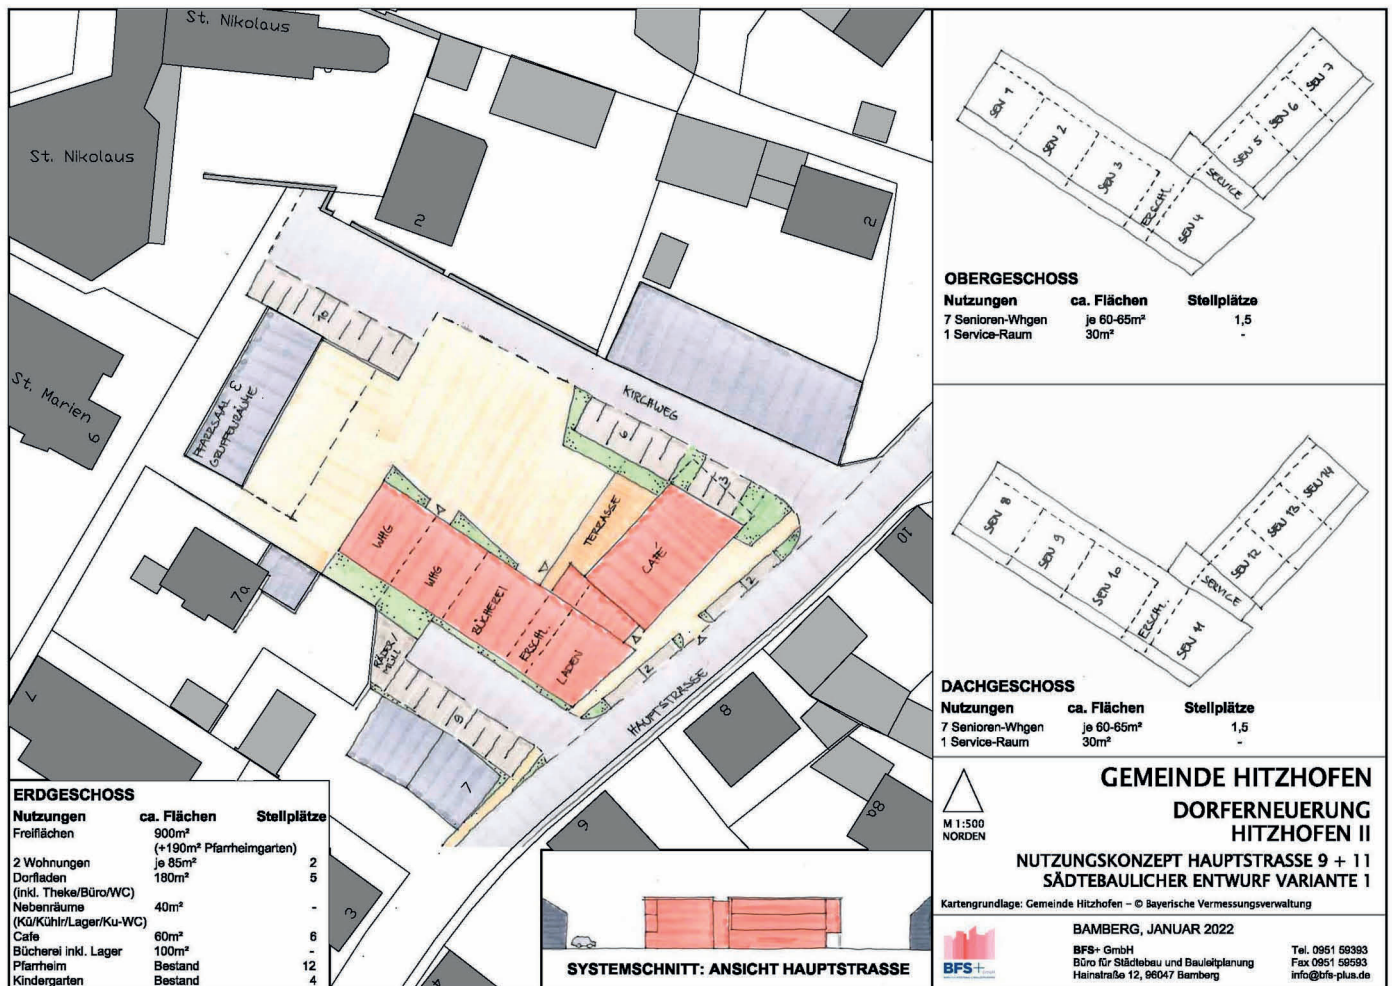 St. Nikolaus
St. Nikolaus
St. Marien
6
2
2
10
KIRCHWEG
PFARRSAAL &
GRUPPENRÄUME
6
3
TERRASSE
CAFÉ
WHG
WHG
BÜCHEREI
ERSCHL.
LADEN
2
2
HAUPTSTRASSE
RÄDER/
MÜLL
9
7a
7
7
10
8
8a
6
3
4
SEN 1
SEN 2
SEN 3
ERSCHL.
SEN 4
SERVICE
SEN 5
SEN 6
SEN 7
OBERGESCHOSS
Nutzungen ca. Flächen Stellplätze
7 Senioren-Whgen je 60-65m² 1,5
1 Service-Raum 30m² -
SEN 8
SEN 9
SEN 10
ERSCHL.
SEN 11
SERVICE
SEN 12
SEN 13
SEN 14
DACHGESCHOSS
Nutzungen ca. Flächen Stellplätze
7 Senioren-Whgen je 60-65m² 1,5
1 Service-Raum 30m² -
ERDGESCHOSS
Nutzungen ca. Flächen Stellplätze
Freiflächen 900m²
(+190m² Pfarrheimgarten)
2 Wohnungen je 85m² 2
Dorfladen 180m² 5
(inkl. Theke/Büro/WC)
Nebenräume 40m² -
(Kü/Kühlr/Lager/Ku-WC)
Cafe 60m² 6
Bücherei inkl. Lager 100m² -
Pfarrheim Bestand 12
Kindergarten Bestand 4
SYSTEMSCHNITT: ANSICHT HAUPTSTRASSE
M 1:500
NORDEN
GEMEINDE HITZHOFEN
DORFERNEUERUNG
HITZHOFEN II
NUTZUNGSKONZEPT HAUPTSTRASSE 9 + 11
SÄDTEBAULICHER ENTWURF VARIANTE 1
Kartengrundlage: Gemeinde Hitzhofen – © Bayerische Vermessungsverwaltung
BFS+ GmbH
BAMBERG, JANUAR 2022
BFS+ GmbH Tel. 0951 59393
Büro für Städtebau und Bauleitplanung Fax 0951 59593
Hainstraße 12, 96047 Bamberg info@bfs-plus.de